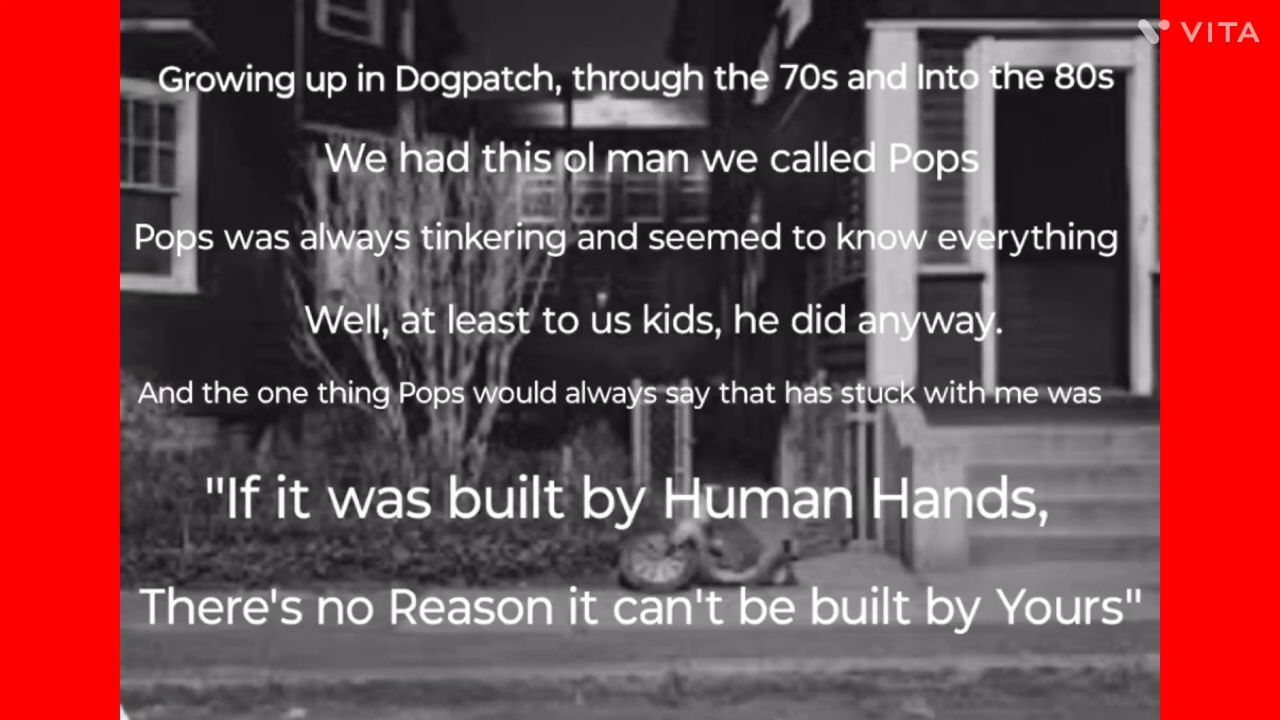 VITA
Growing up in Dogpatch, through the 70s and Into the 80s
We had this ol man we called Pops
Pops was always tinkering and seemed to know everything
Well, at least to us kids, he did anyway.
And the one thing Pops would always say that has stuck with me was
"If it was built by Human Hands,
There's no Reason it can't be built by Yours"